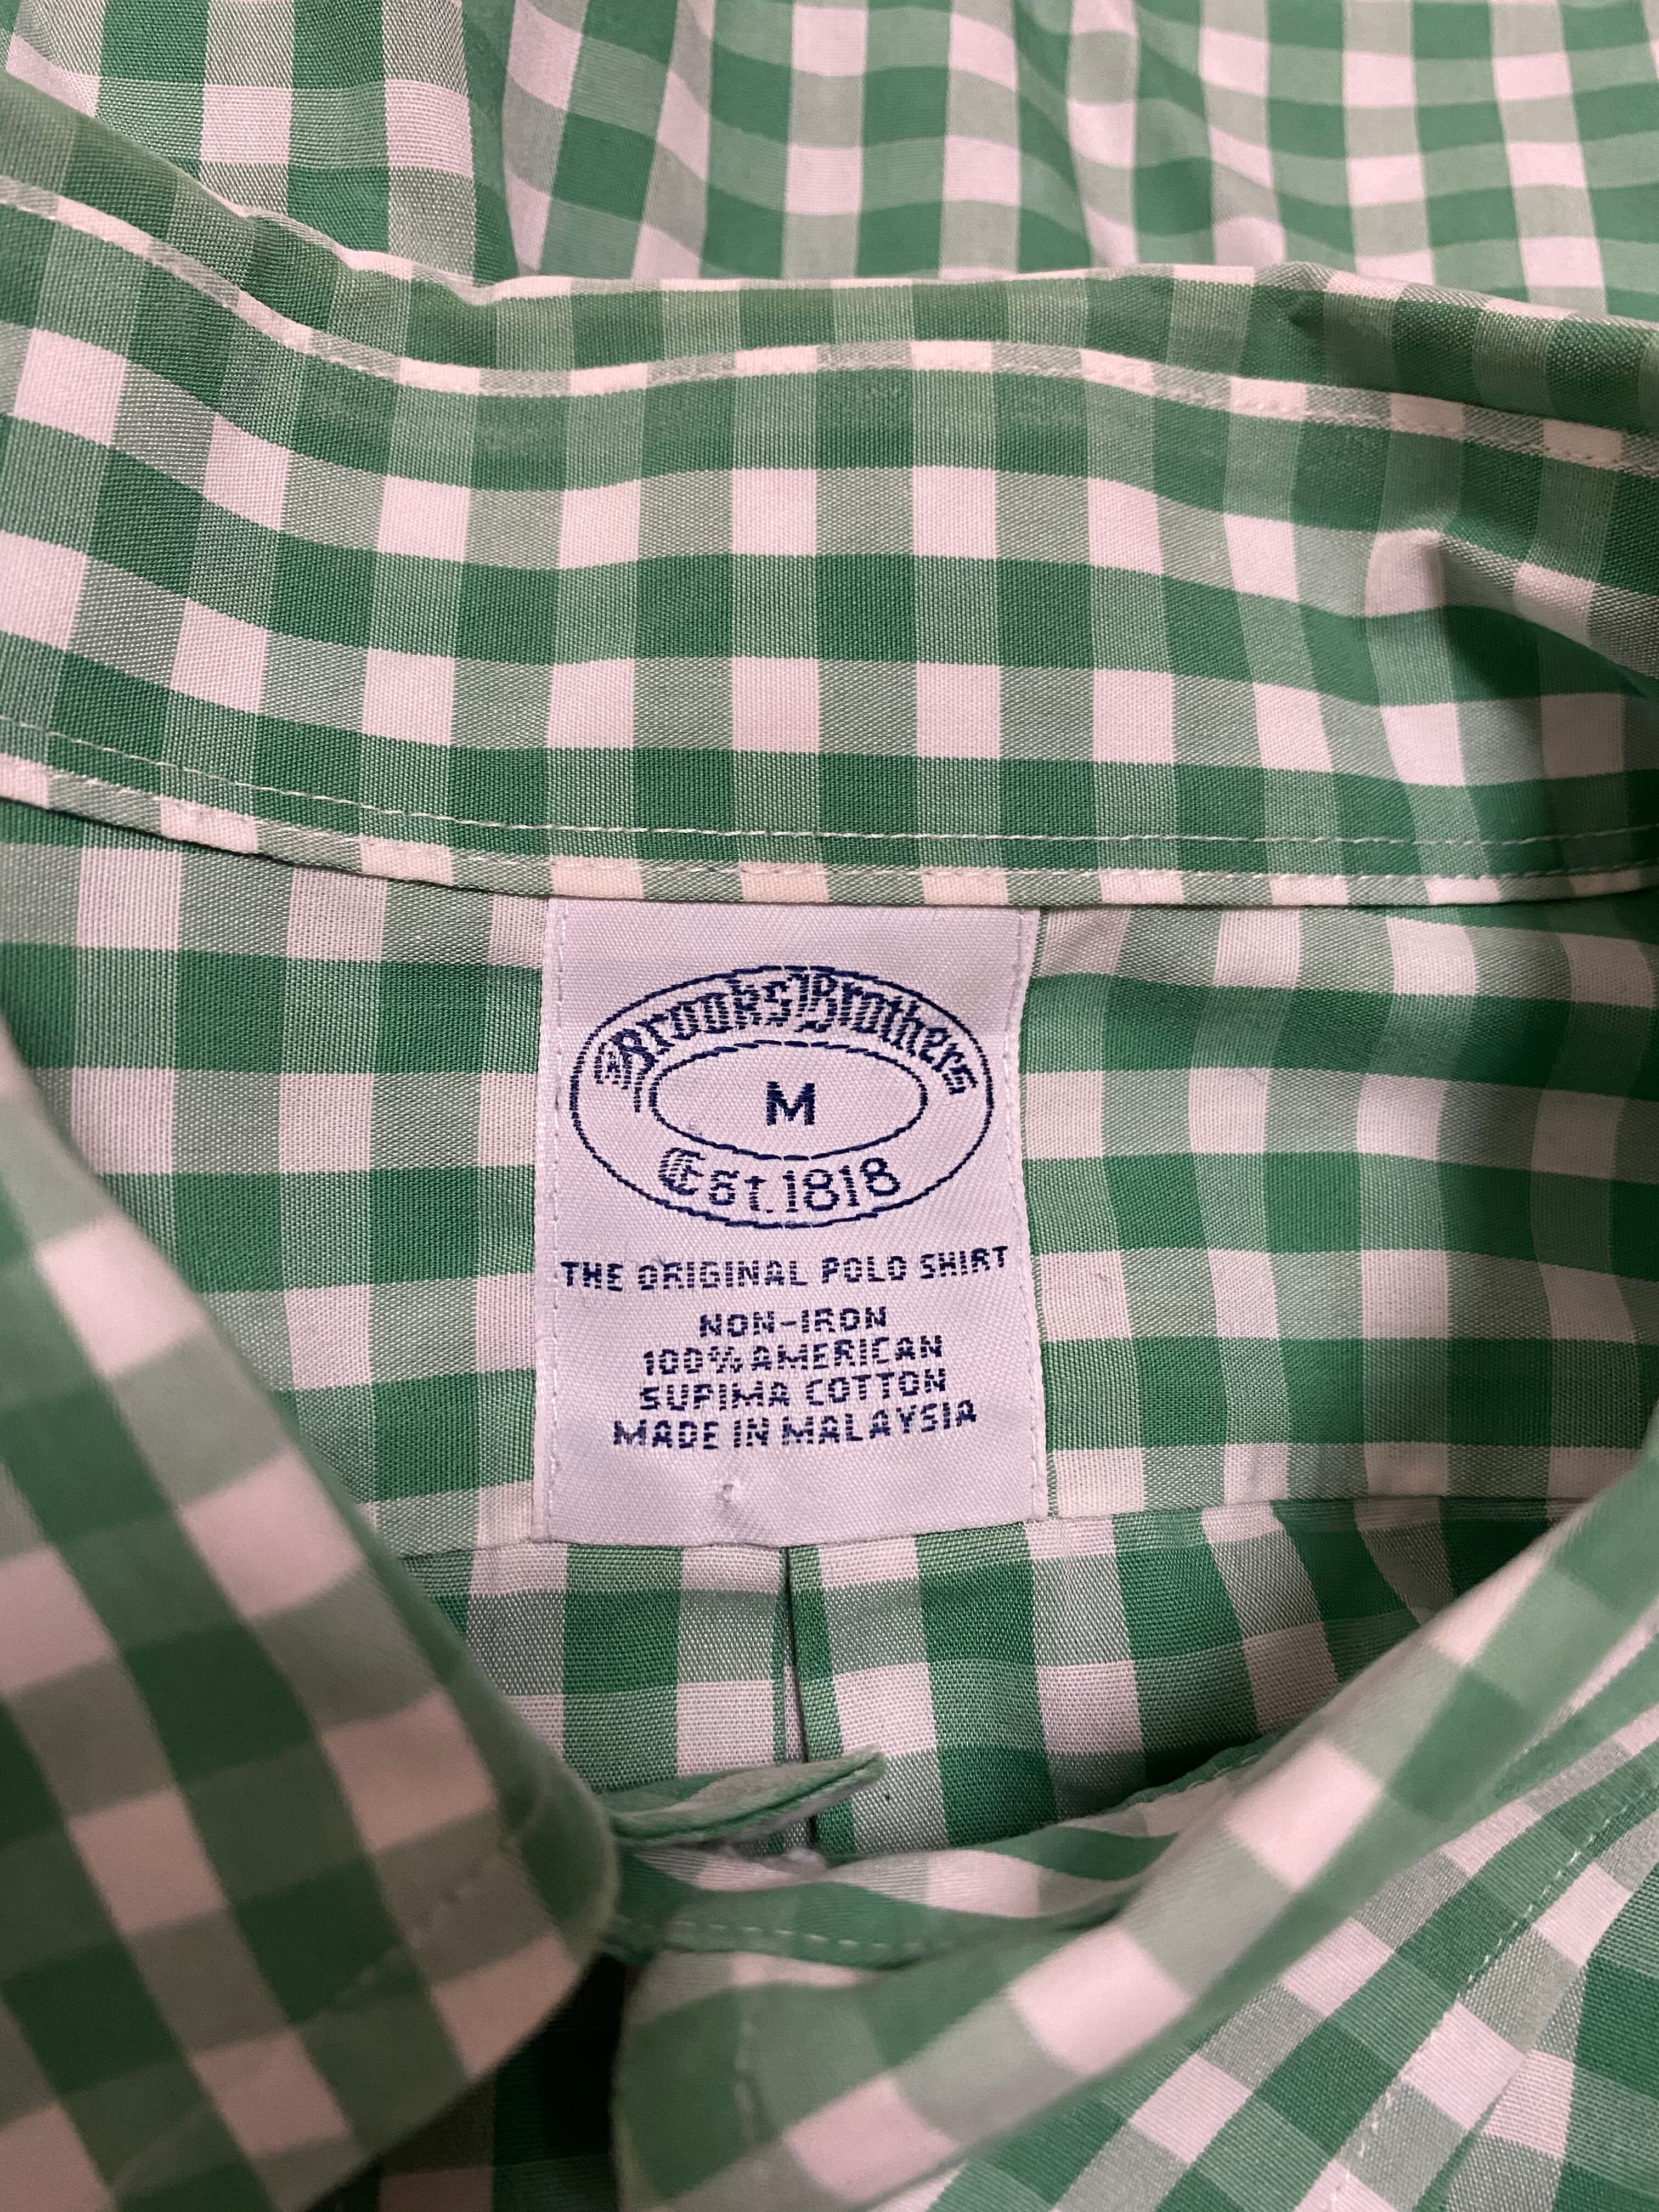 Brooks Brothers
M
Est. 1818
THE ORIGINAL POLO SHIRT
NON-IRON
100% AMERICAN
SUPIMA COTTON
MADE IN MALAYSIA